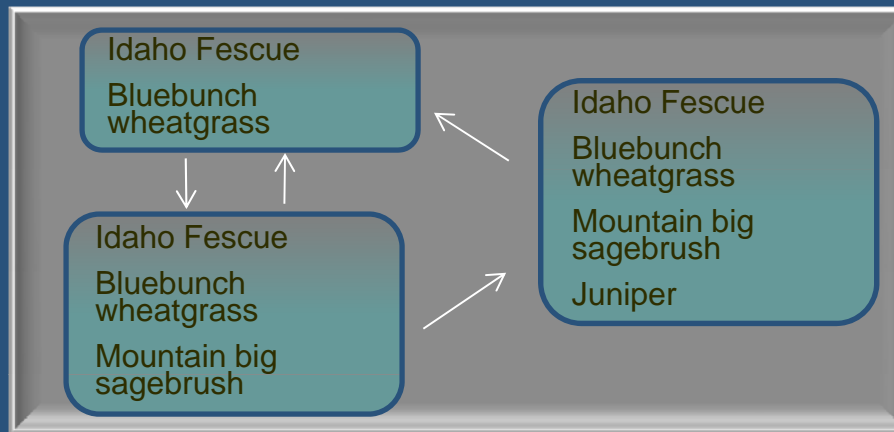 Idaho Fescue
Bluebunch
wheatgrass
Idaho Fescue
Bluebunch
wheatgrass
Mountain big
sagebrush
Idaho Fescue
Bluebunch
wheatgrass
Mountain big
sagebrush
Juniper